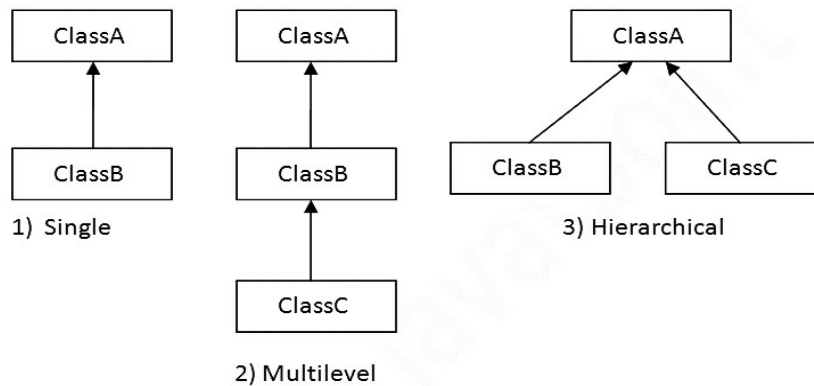 ClassA
ClassB
1) Single
ClassA
ClassB
ClassC
2) Multilevel
ClassA
ClassB
ClassC
3) Hierarchical